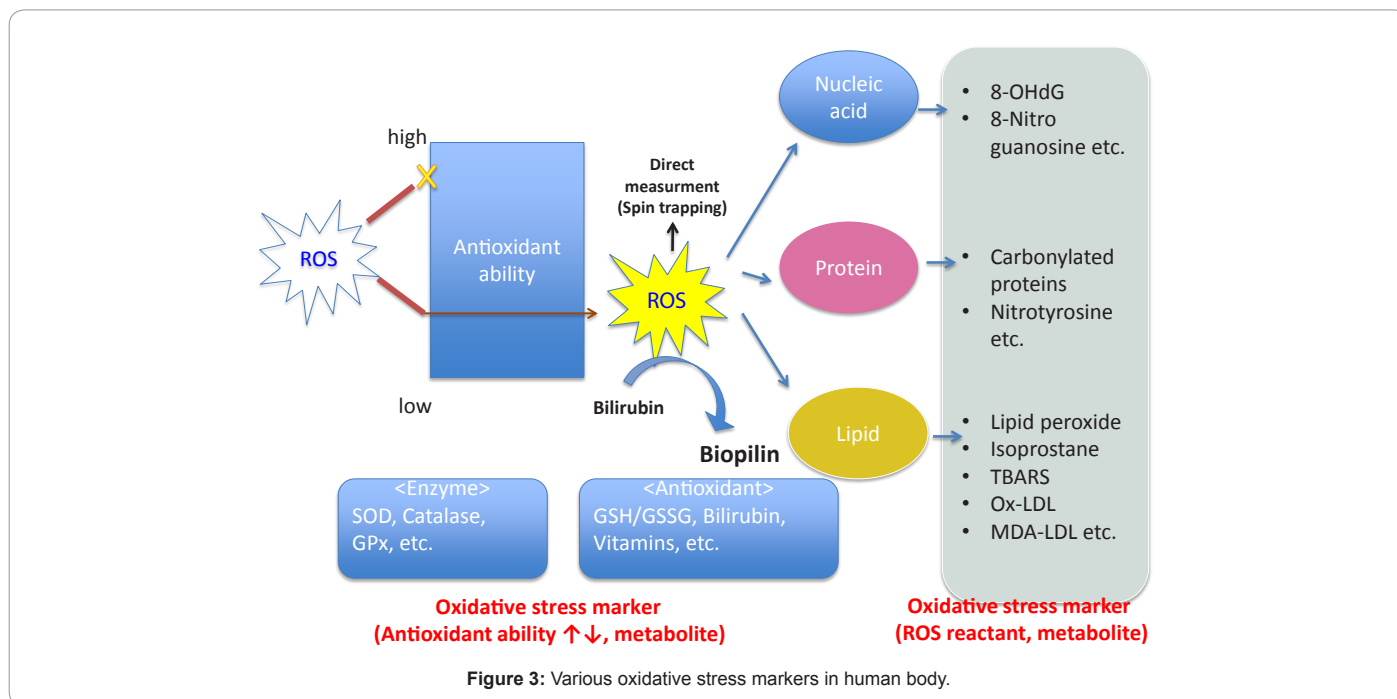 high
ROS
low
Antioxidant
ability
Direct
measurment
(Spin trapping)
ROS
Bilirubin
Biopilin
Nucleic
acid
Protein
Lipid
• 8-OHdG
• 8-Nitro
guanosine etc.
• Carbonylated
proteins
• Nitrotyrosine
etc.
• Lipid peroxide
• Isoprostane
• TBARS
• Ox-LDL
• MDA-LDL etc.
<Enzyme>
SOD, Catalase,
GPx, etc.
<Antioxidant>
GSH/GSSG, Bilirubin,
Vitamins, etc.
Oxidative stress marker
(Antioxidant ability ↑↓, metabolite)
Oxidative stress marker
(ROS reactant, metabolite)
Figure 3: Various oxidative stress markers in human body.